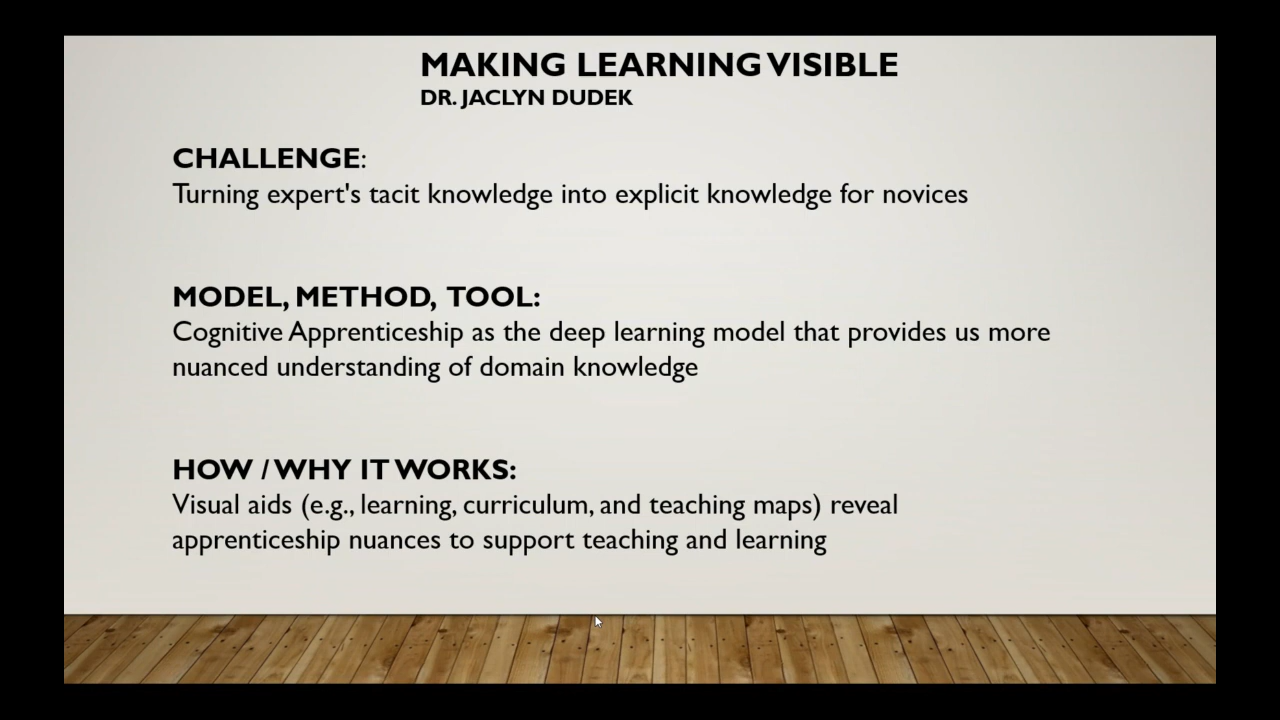 MAKING LEARNING VISIBLE
DR. JACLYN DUDEK
CHALLENGE:
Turning expert's tacit knowledge into explicit knowledge for novices
MODEL, METHOD, TOOL:
Cognitive Apprenticeship as the deep learning model that provides us more
nuanced understanding of domain knowledge
HOW / WHY IT WORKS:
Visual aids (e.g., learning, curriculum, and teaching maps) reveal
apprenticeship nuances to support teaching and learning